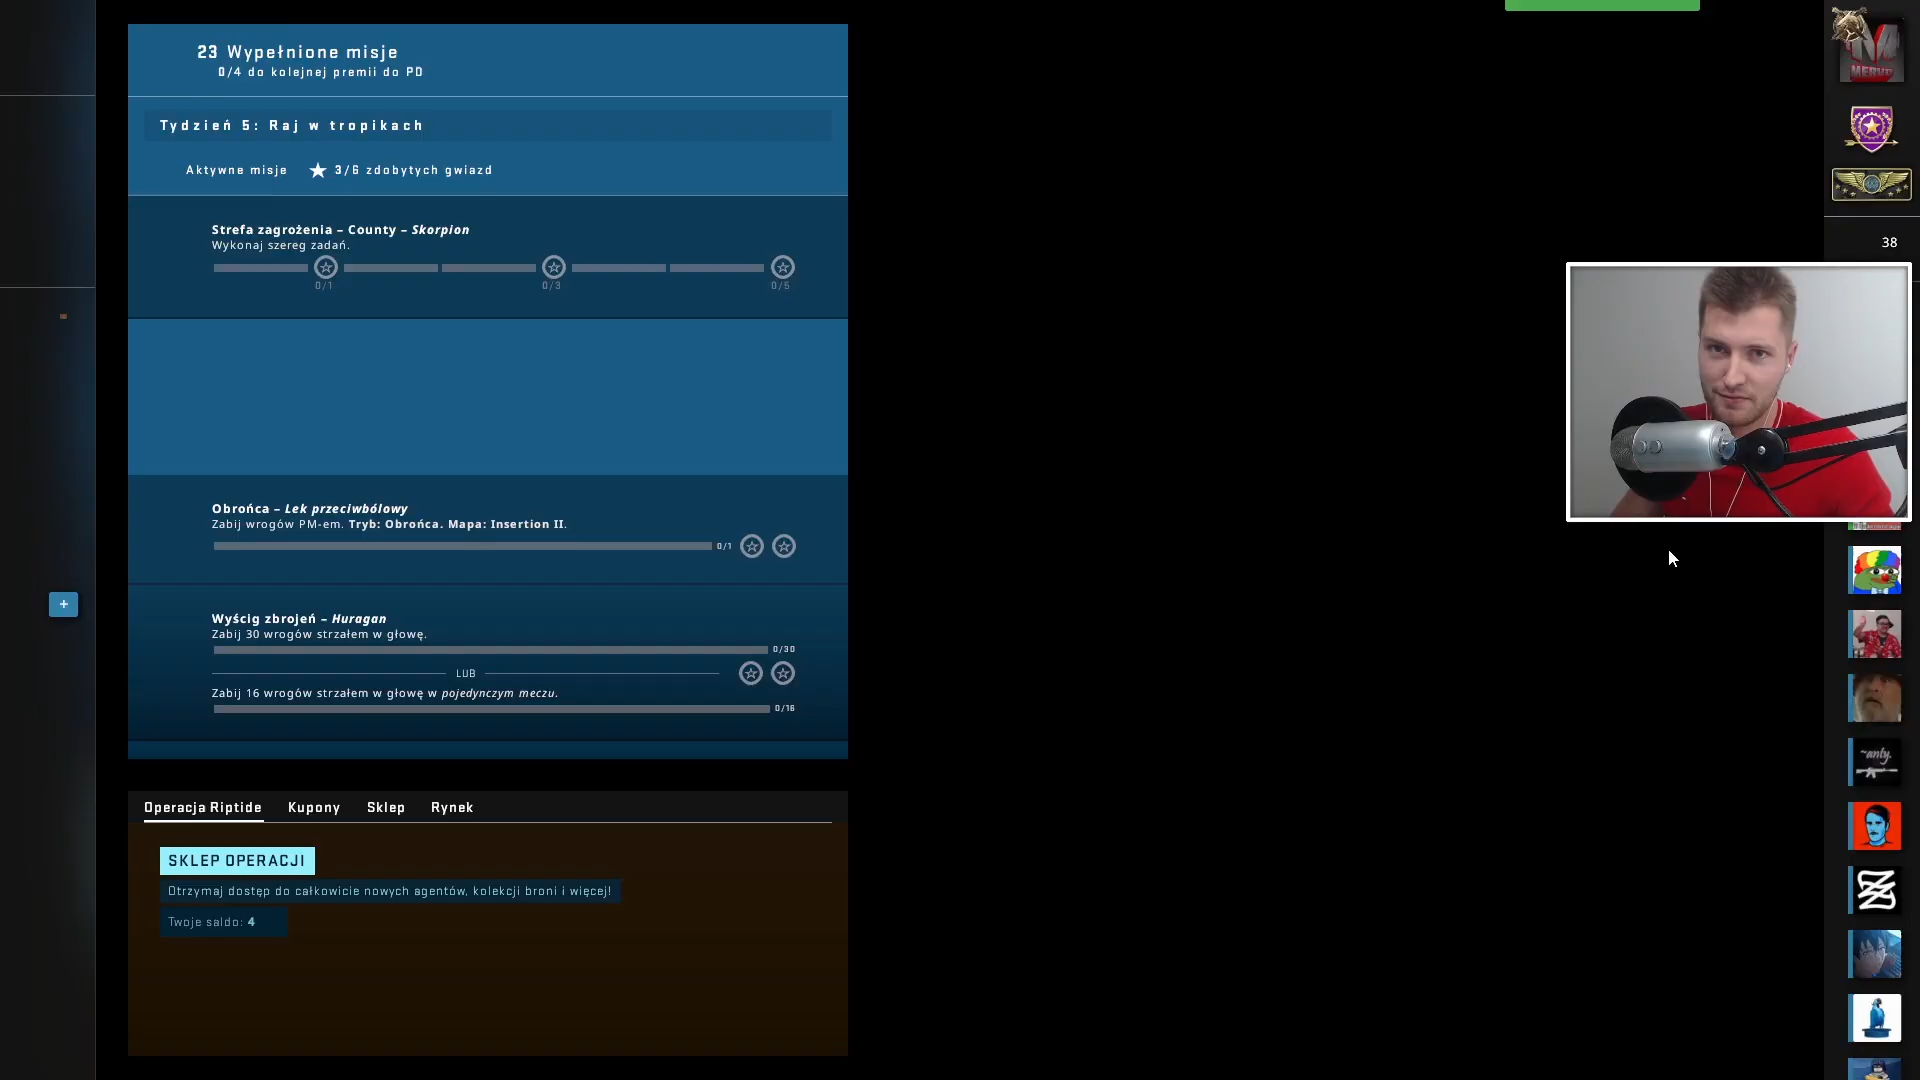 23 Wypełnione misje
0/4 do kolejnej premii do PD
Tydzień 5: Raj w tropikach
Aktywne misje 3/6 zdobytych gwiazd
Strefa zagrożenia – County – Skorpion
Wykonaj szereg zadań.
0/1 0/3 0/5
Obrońca – Lek przeciwbólowy
Zabij wrogów PM-em. Tryb: Obrońca. Mapa: Insertion II.
0/1
Wyścig zbrojeń – Huragan
Zabij 30 wrogów strzałem w głowę.
0/30
LUB
Zabij 16 wrogów strzałem w głowę w pojedynczym meczu.
0/16
Operacja Riptide Kupony Sklep Rynek
SKLEP OPERACJI
Otrzymaj dostęp do całkowicie nowych agentów, kolekcji broni i więcej!
Twoje saldo: 4
+
38
~anty.